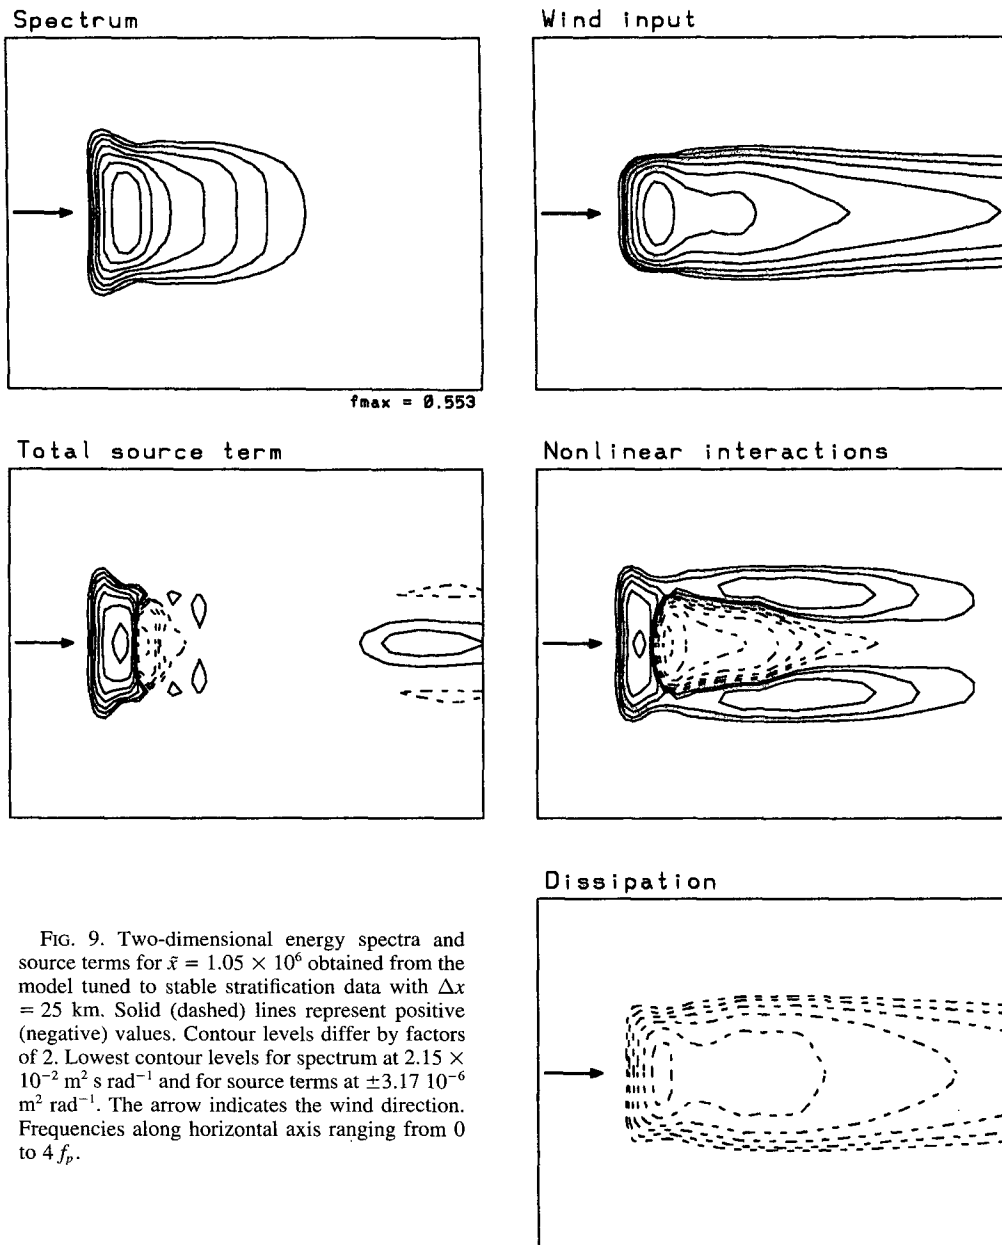 Spectrum
Wind input
fmax = 0.553
Total source term
Nonlinear interactions
Dissipation
FIG. 9. Two-dimensional energy spectra and
source terms for x̃ = 1.05 × 10⁶ obtained from the
model tuned to stable stratification data with Δx
= 25 km. Solid (dashed) lines represent positive
(negative) values. Contour levels differ by factors
of 2. Lowest contour levels for spectrum at 2.15 ×
10⁻² m² s rad⁻¹ and for source terms at ±3.17 10⁻⁶
m² rad⁻¹. The arrow indicates the wind direction.
Frequencies along horizontal axis ranging from 0
to 4 fₚ.